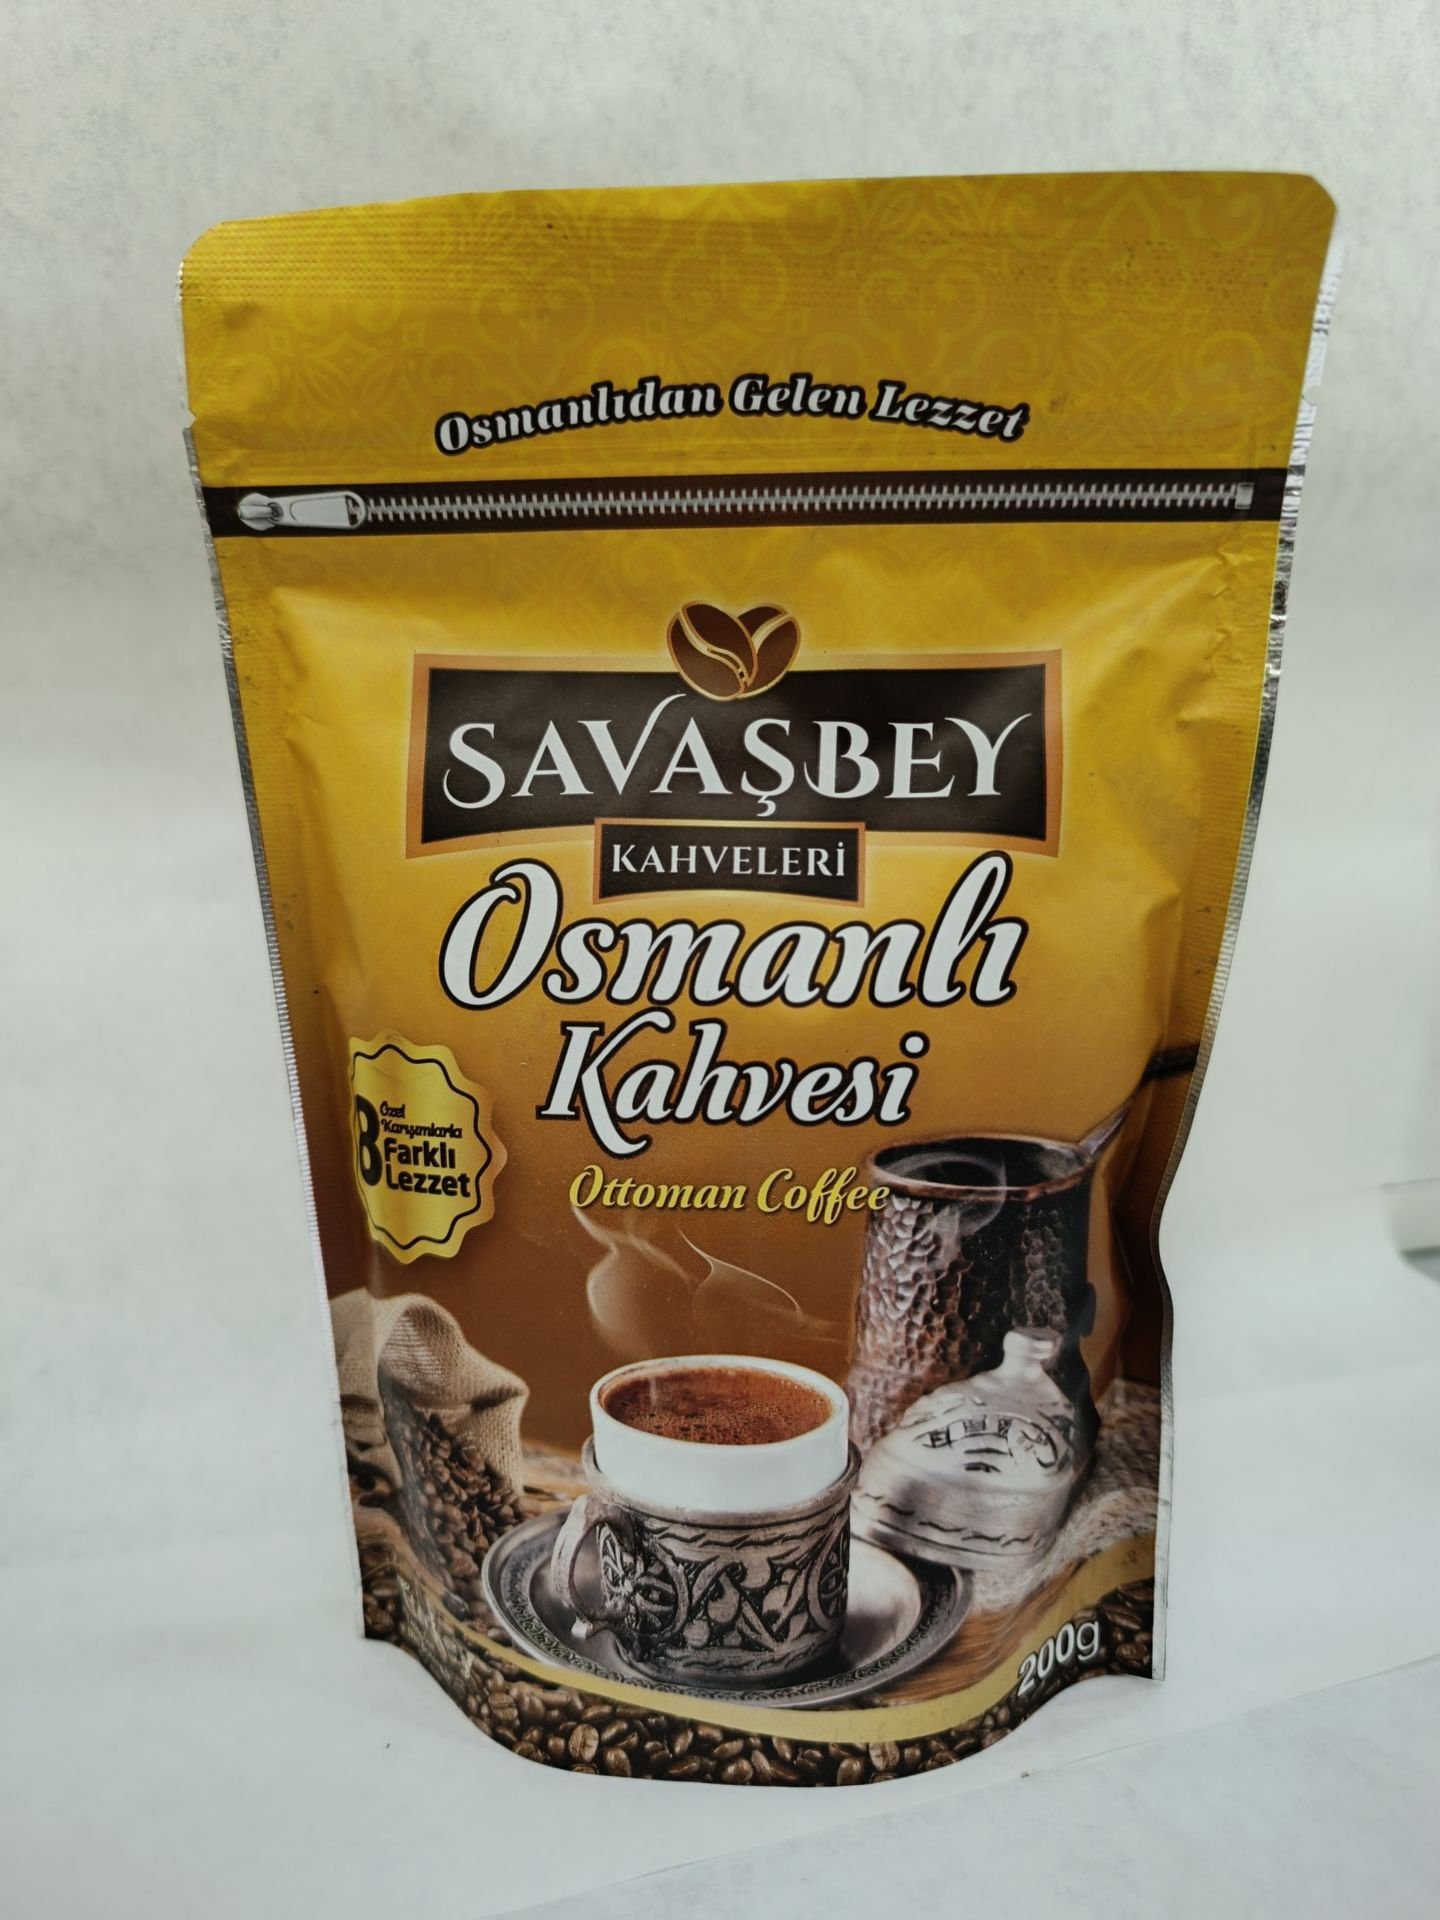 Osmanlıdan Gelen Lezzet
SAVAŞBEY
KAHVELERİ
Osmanlı
Kahvesi
Ottoman Coffee
8 Özel
Karışımlarla
Farklı
Lezzet
200g